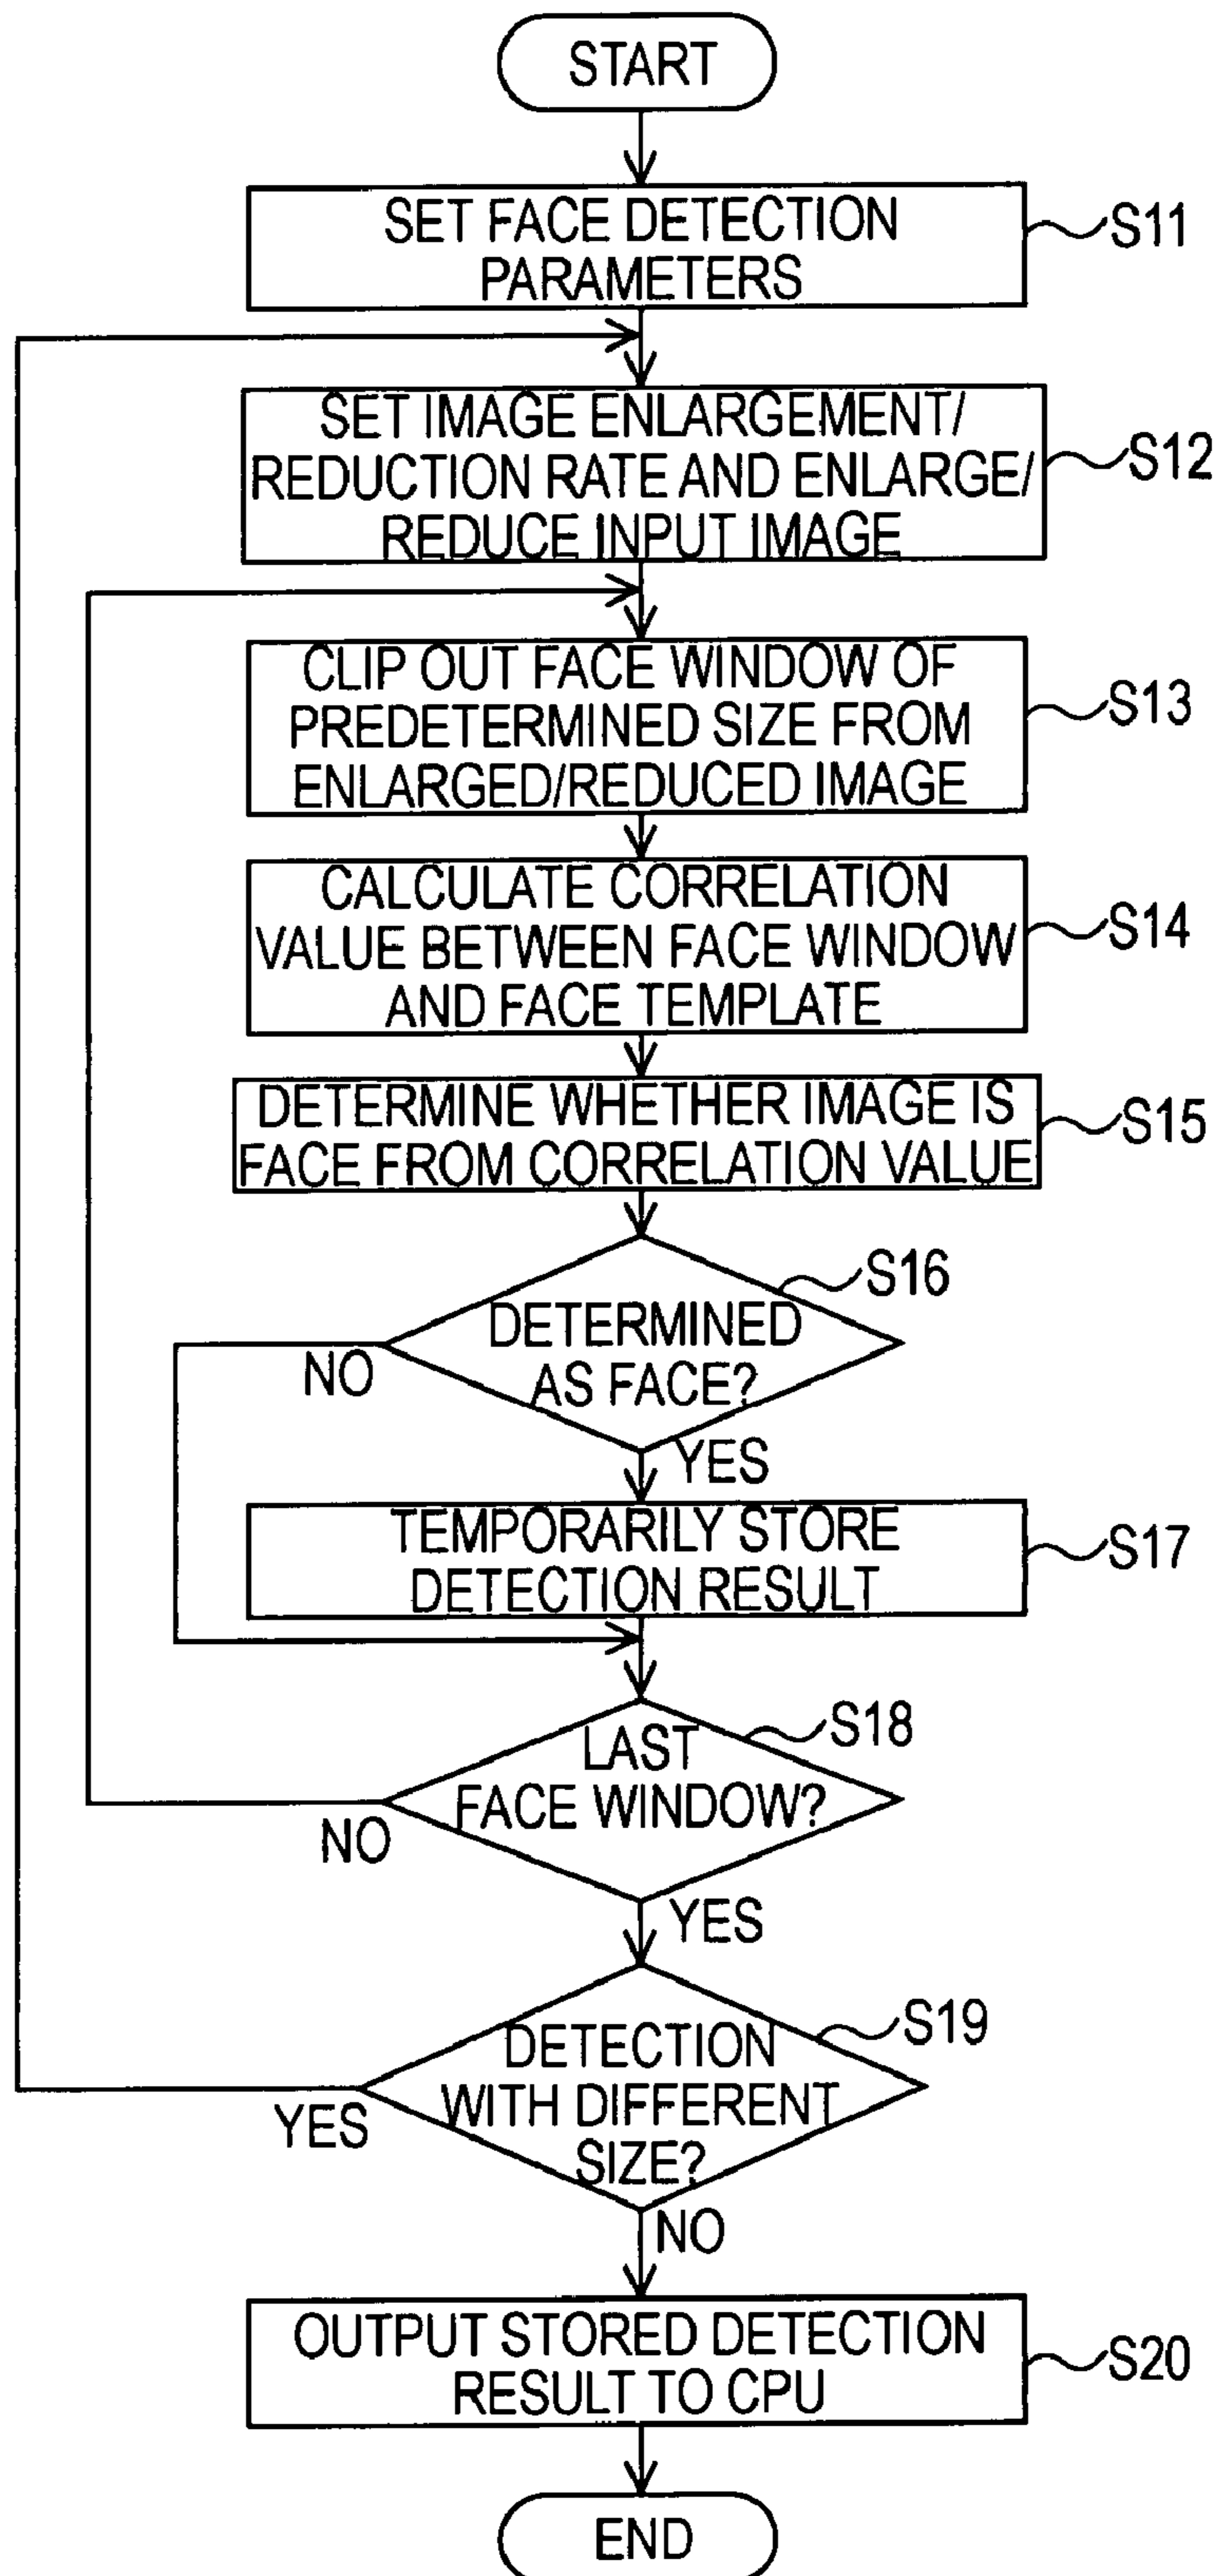 START
SET FACE DETECTION
PARAMETERS
S11
SET IMAGE ENLARGEMENT/
REDUCTION RATE AND ENLARGE/
REDUCE INPUT IMAGE
S12
CLIP OUT FACE WINDOW OF
PREDETERMINED SIZE FROM
ENLARGED/REDUCED IMAGE
S13
CALCULATE CORRELATION
VALUE BETWEEN FACE WINDOW
AND FACE TEMPLATE
S14
DETERMINE WHETHER IMAGE IS
FACE FROM CORRELATION VALUE
S15
S16
DETERMINED
AS FACE?
NO
YES
TEMPORARILY STORE
DETECTION RESULT
S17
S18
LAST
FACE WINDOW?
NO
YES
S19
DETECTION
WITH DIFFERENT
SIZE?
YES
NO
OUTPUT STORED DETECTION
RESULT TO CPU
S20
END